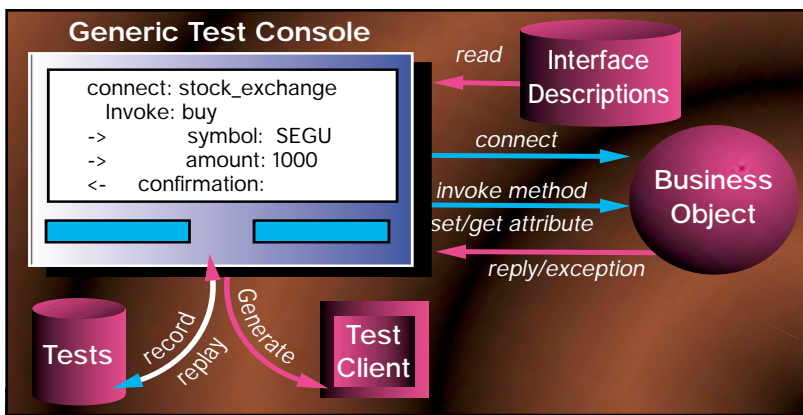 Generic Test Console
connect: stock_exchange
Invoke: buy
-> symbol: SEGU
-> amount: 1000
<- confirmation:
read
Interface
Descriptions
connect
invoke method
set/get attribute
reply/exception
Business
Object
Tests
record
replay
Generate
Test
Client